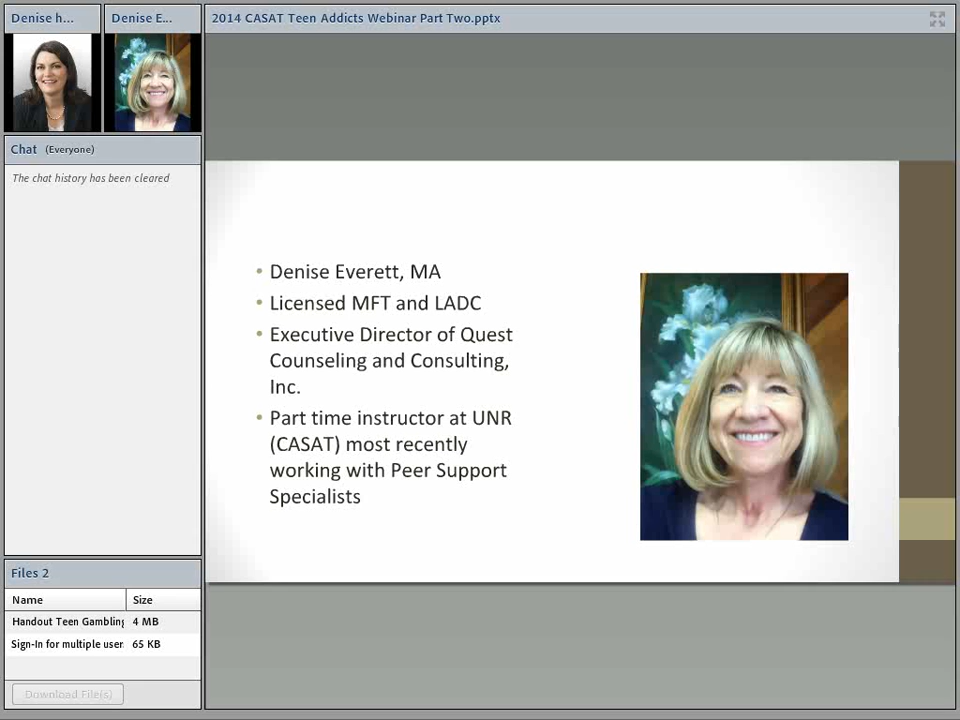 Denise h...
Denise E...
2014 CASAT Teen Addicts Webinar Part Two.pptx
Chat (Everyone)
The chat history has been cleared
• Denise Everett, MA
• Licensed MFT and LADC
• Executive Director of Quest
Counseling and Consulting,
Inc.
• Part time instructor at UNR
(CASAT) most recently
working with Peer Support
Specialists
Files 2
Name Size
Handout Teen Gambling 4 MB
Sign-In for multiple user 65 KB
Download File(s)